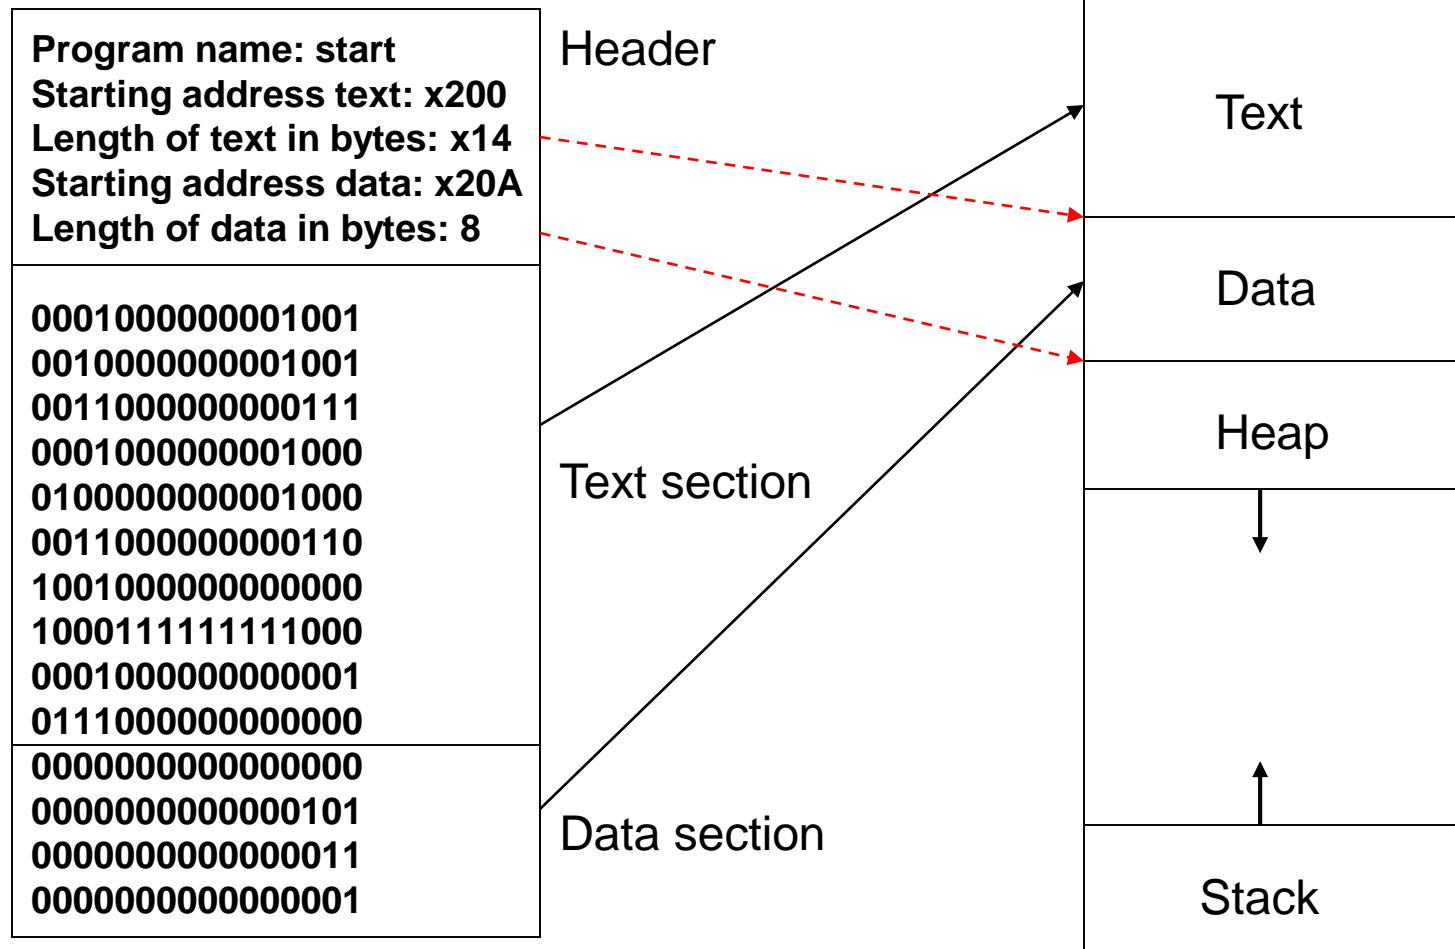 Program name: start
Starting address text: x200
Length of text in bytes: x14
Starting address data: x20A
Length of data in bytes: 8
Header
0001000000001001
0010000000001001
0011000000000111
0001000000001000
0100000000001000
0011000000000110
1001000000000000
1000111111111000
0001000000000001
0111000000000000
Text section
0000000000000000
0000000000000101
0000000000000011
0000000000000001
Data section
Text
Data
Heap
Stack